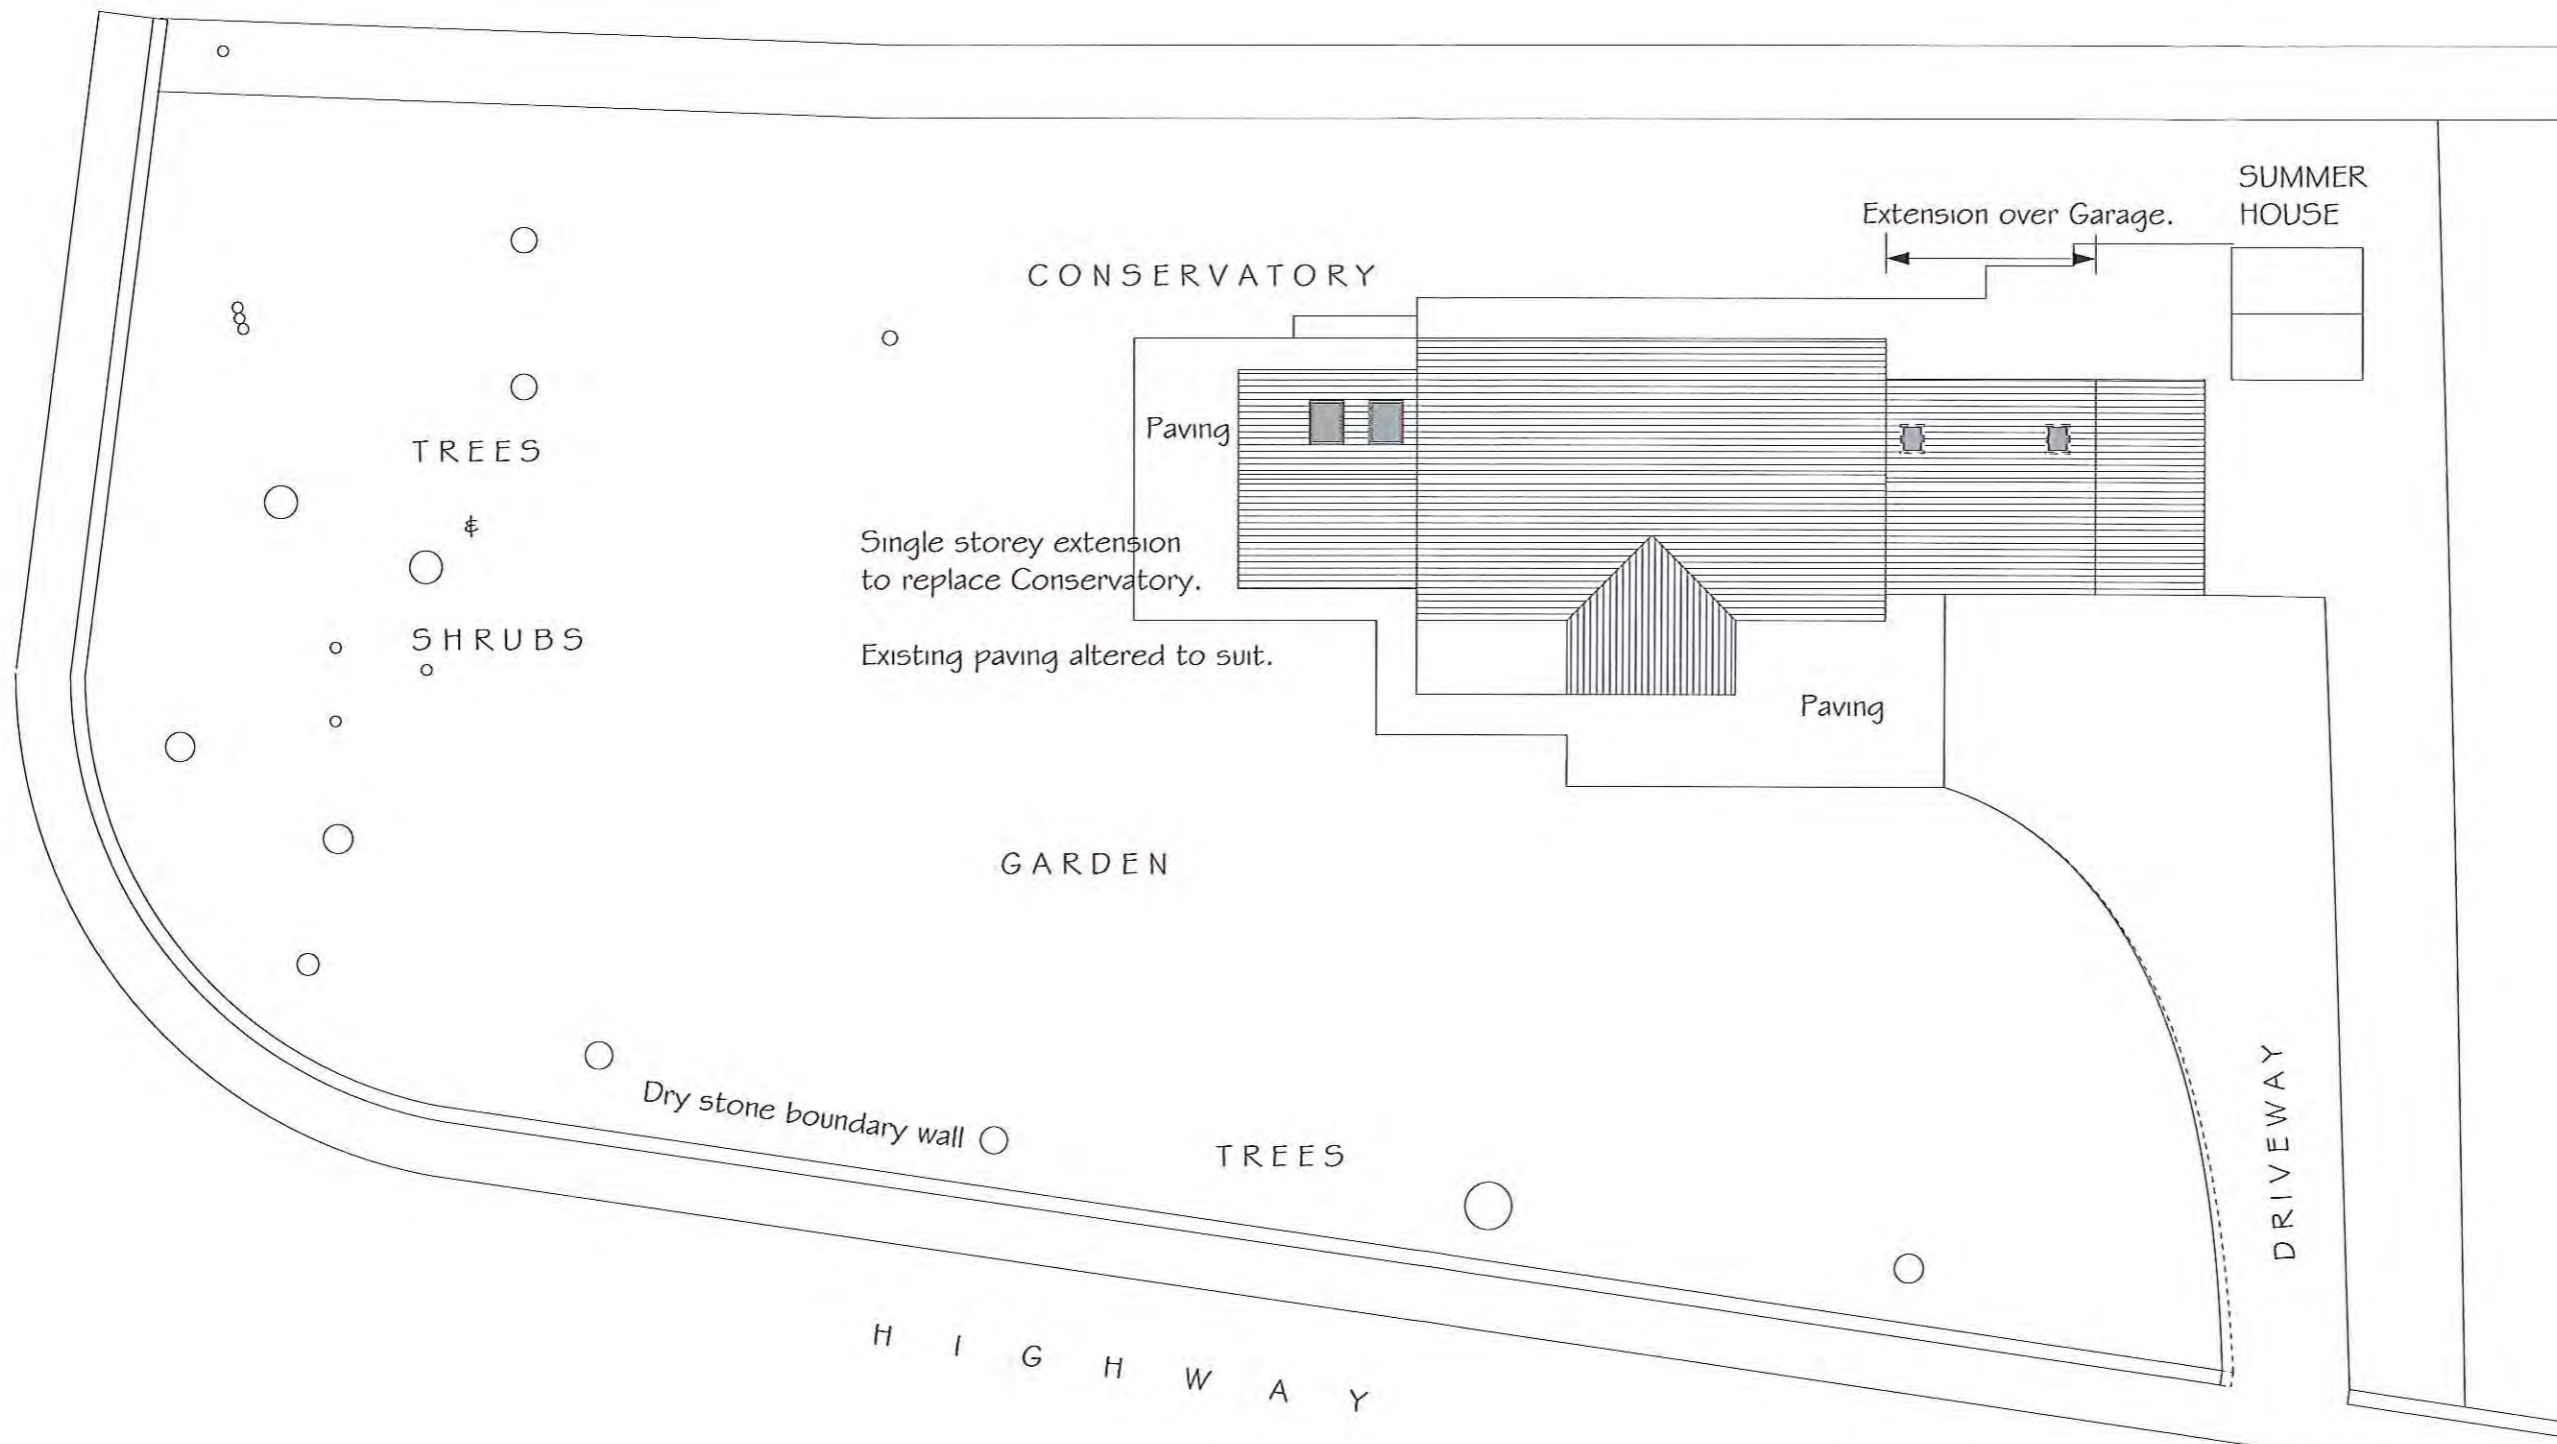 SUMMER
HOUSE
Extension over Garage.
CONSERVATORY
Paving
TREES
&
SHRUBS
Single storey extension
to replace Conservatory.
Existing paving altered to suit.
Paving
GARDEN
Dry stone boundary wall
TREES
DRIVEWAY
HIGHWAY